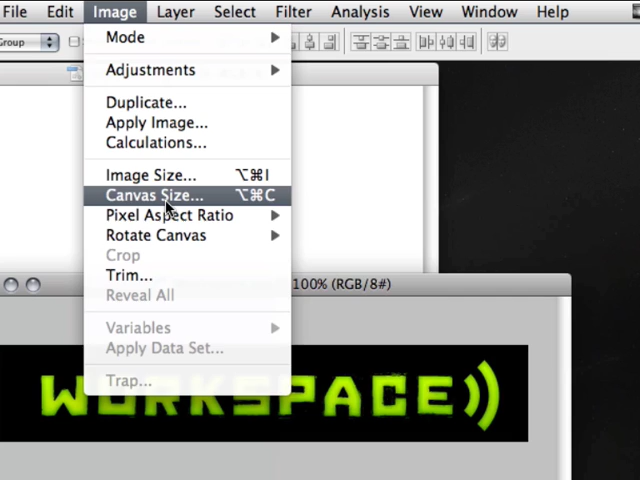 File Edit Image Layer Select Filter Analysis View Window Help
Group
Mode
Adjustments
Duplicate...
Apply Image...
Calculations...
Image Size... ⌥⌘I
Canvas Size... ⌥⌘C
Pixel Aspect Ratio
Rotate Canvas
Crop
Trim...
100% (RGB/8#)
Reveal All
Variables
Apply Data Set...
Trap...
WORKSPACE